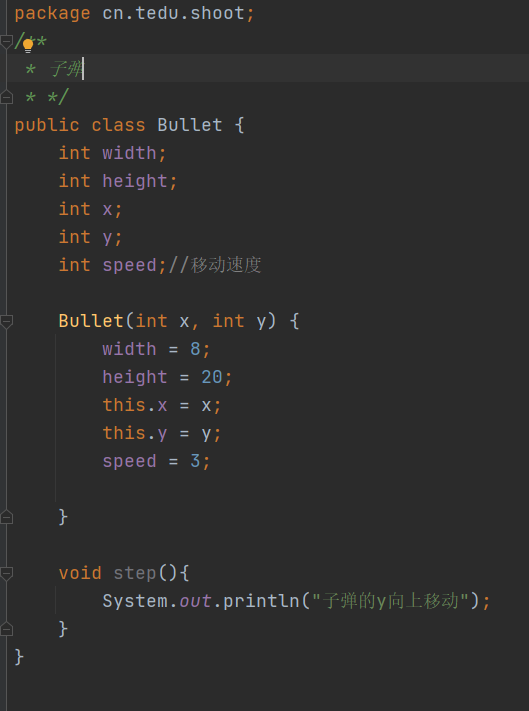 package cn.tedu.shoot;
/**
 * 子弹
 * */
public class Bullet {
    int width;
    int height;
    int x;
    int y;
    int speed;//移动速度
    Bullet(int x, int y) {
        width = 8;
        height = 20;
        this.x = x;
        this.y = y;
        speed = 3;
    }
    void step(){
        System.out.println("子弹的y向上移动");
    }
}